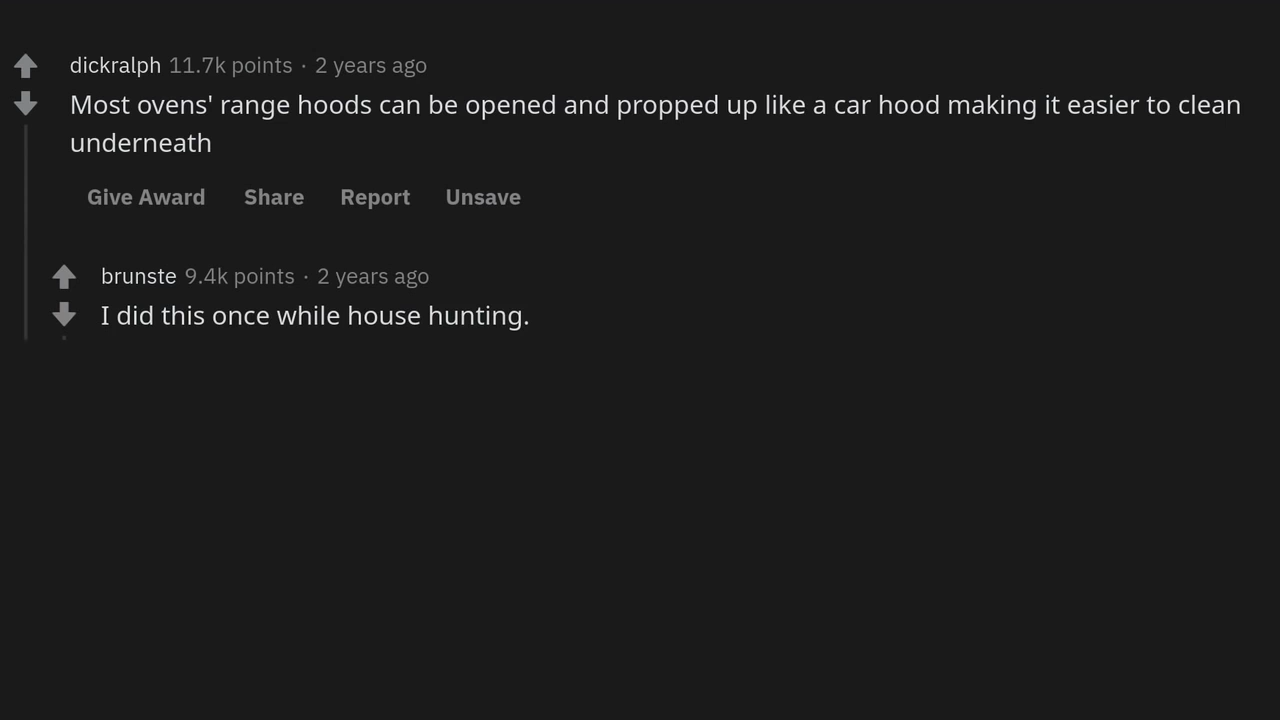 dickralph 11.7k points · 2 years ago
Most ovens' range hoods can be opened and propped up like a car hood making it easier to clean
underneath
Give Award Share Report Unsave
brunste 9.4k points · 2 years ago
I did this once while house hunting.